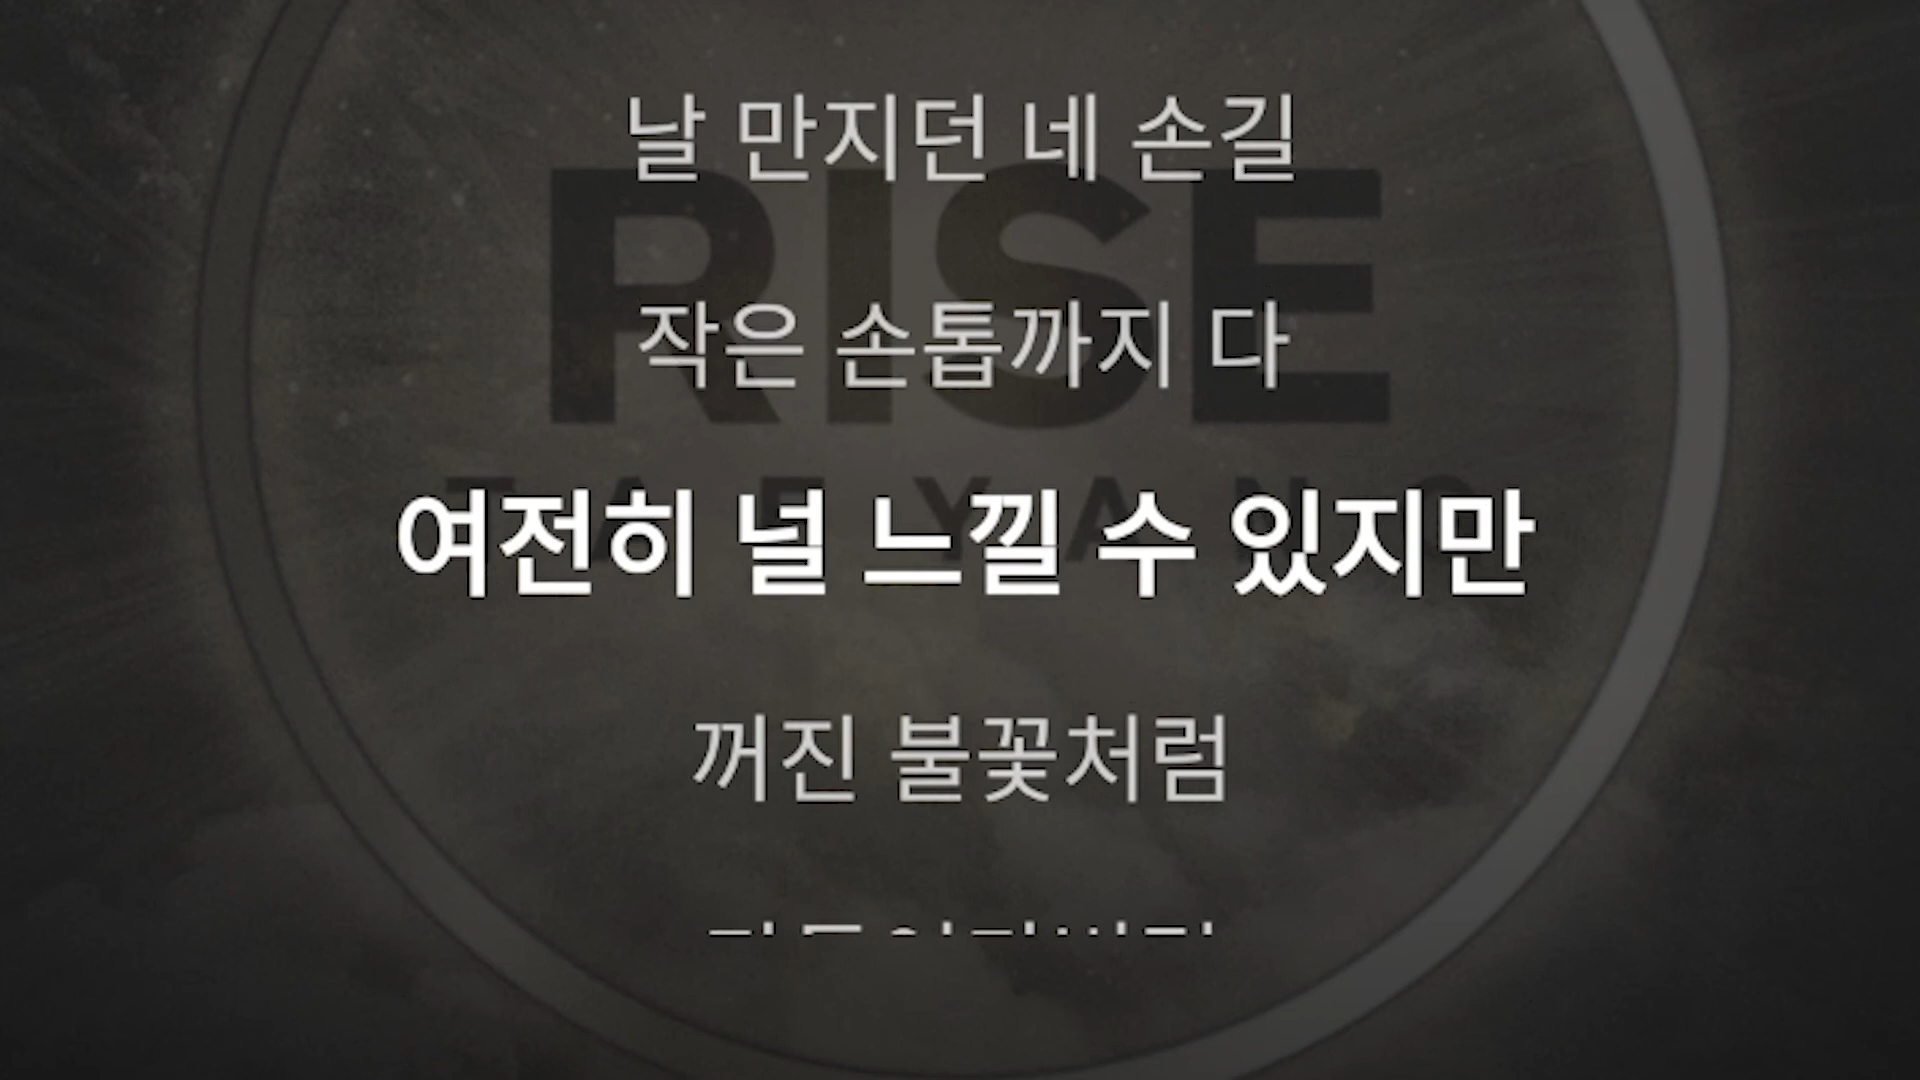 날 만지던 네 손길
RISE
작은 손톱까지 다
TAEYANG
여전히 널 느낄 수 있지만
꺼진 불꽃처럼